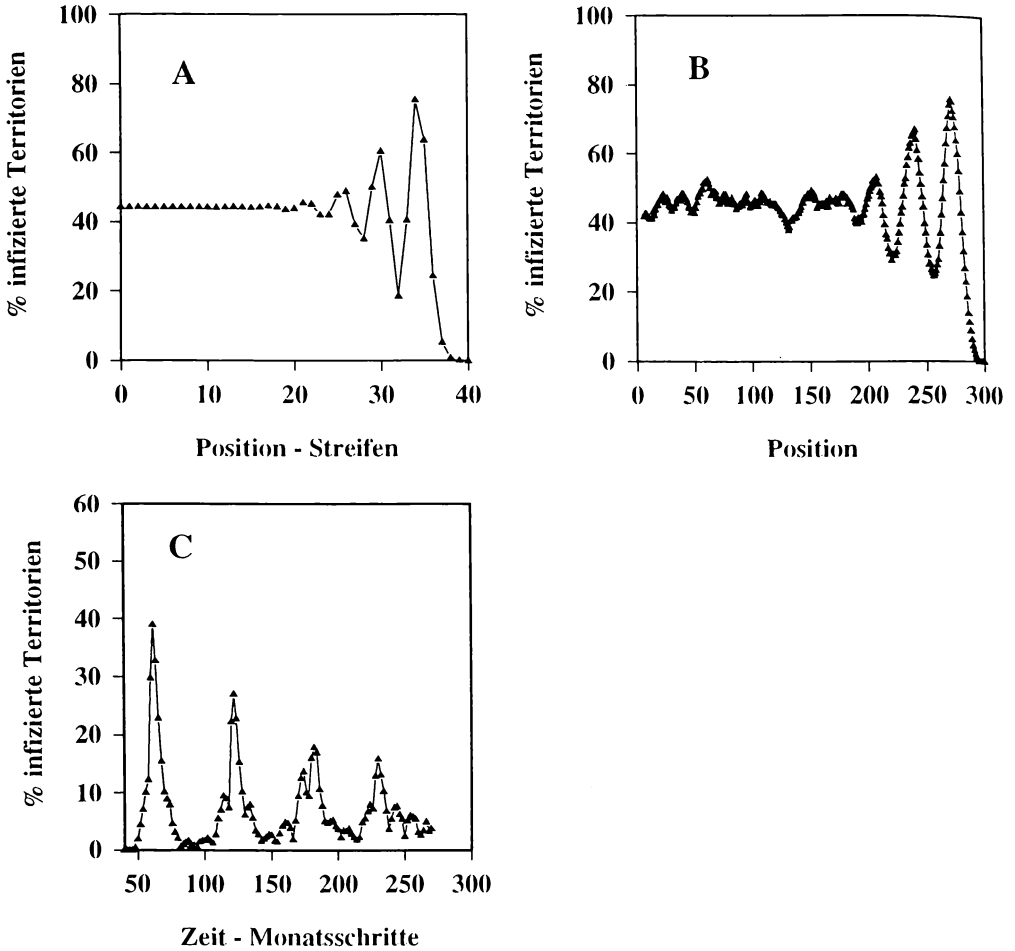 A
% infizierte Territorien
100
80
60
40
20
0
0 10 20 30 40
Position - Streifen
B
% infizierte Territorien
100
80
60
40
20
0
0 50 100 150 200 250 300
Position
C
% infizierte Territorien
60
50
40
30
20
10
0
50 100 150 200 250 300
Zeit - Monatsschritte